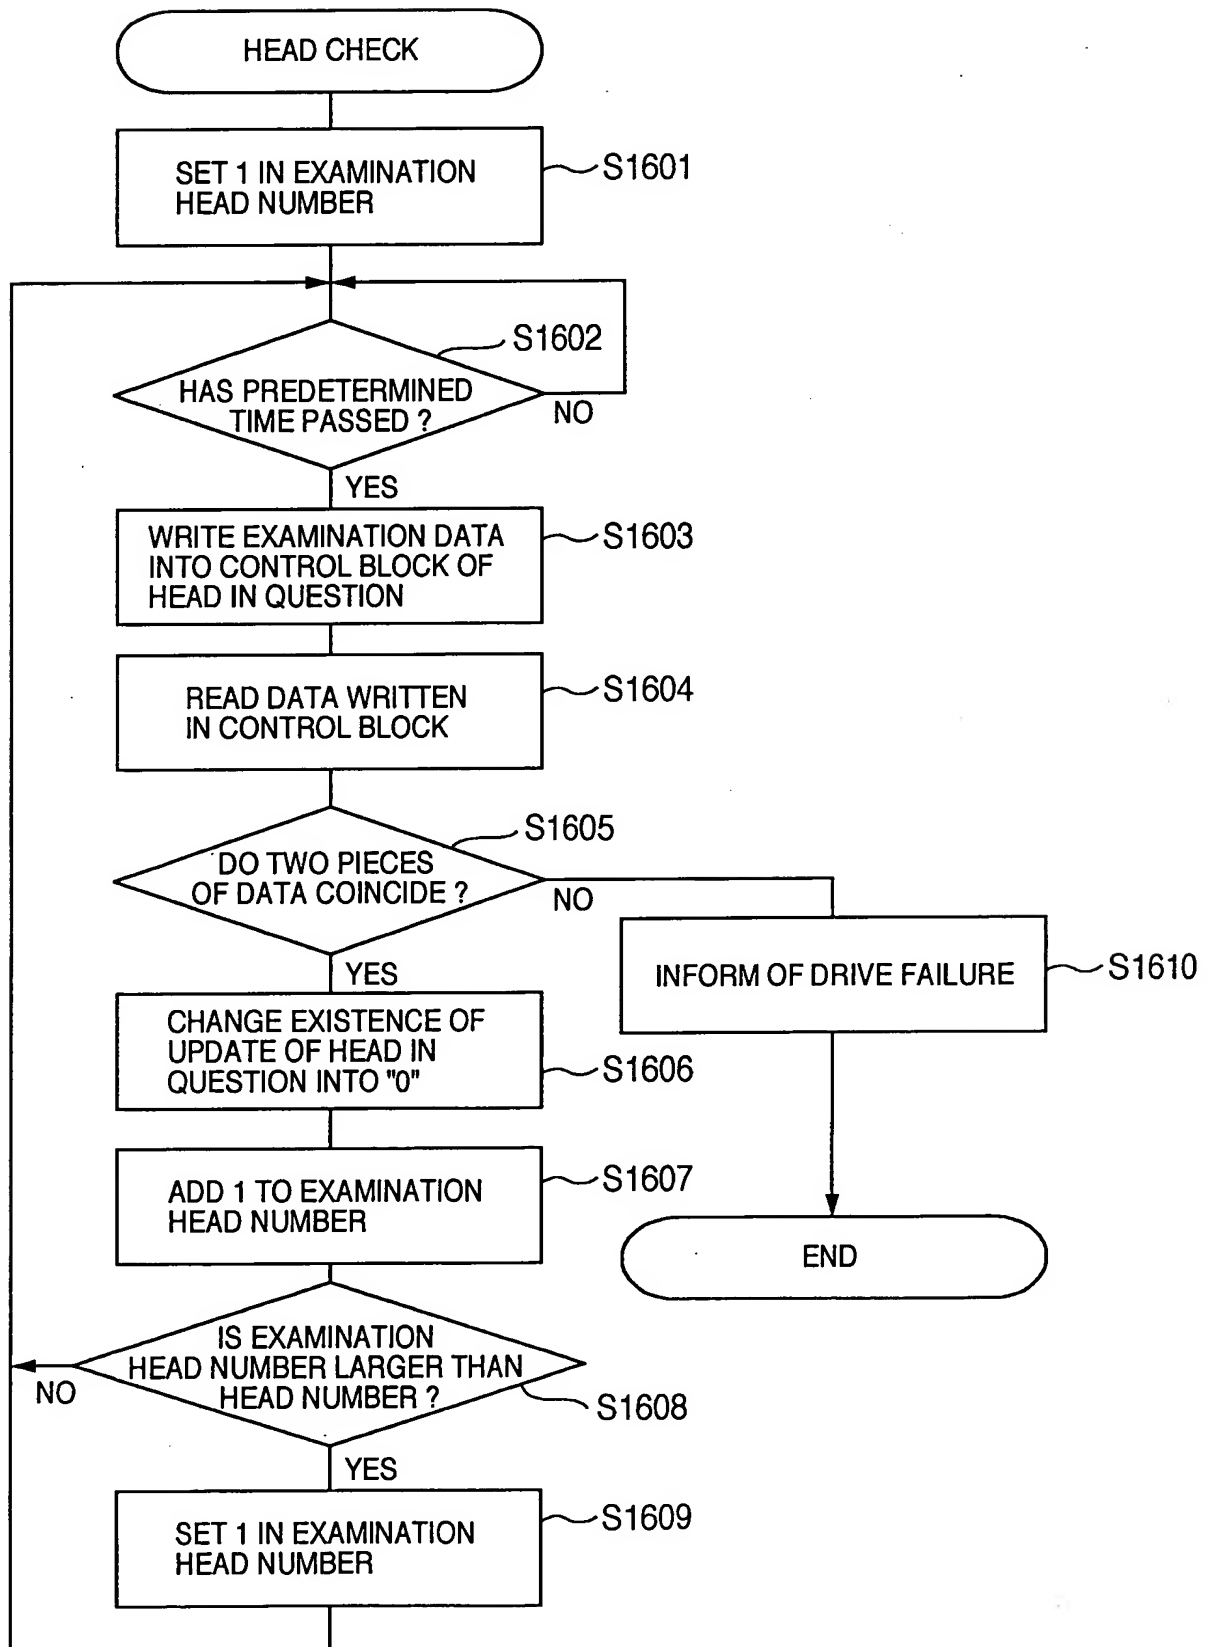 HEAD CHECK
SET 1 IN EXAMINATION
HEAD NUMBER
S1601
S1602
HAS PREDETERMINED
TIME PASSED ?
NO
YES
WRITE EXAMINATION DATA
INTO CONTROL BLOCK OF
HEAD IN QUESTION
S1603
READ DATA WRITTEN
IN CONTROL BLOCK
S1604
S1605
DO TWO PIECES
OF DATA COINCIDE ?
NO
YES
INFORM OF DRIVE FAILURE
S1610
CHANGE EXISTENCE OF
UPDATE OF HEAD IN
QUESTION INTO "0"
S1606
ADD 1 TO EXAMINATION
HEAD NUMBER
S1607
END
IS EXAMINATION
HEAD NUMBER LARGER THAN
HEAD NUMBER ?
NO
S1608
YES
SET 1 IN EXAMINATION
HEAD NUMBER
S1609